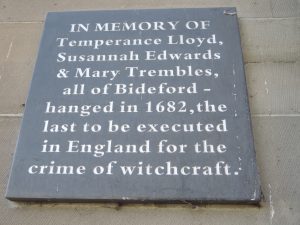 IN MEMORY OF
Temperance Lloyd,
Susannah Edwards
& Mary Trembles,
all of Bideford -
hanged in 1682,the
last to be executed
in England for the
crime of witchcraft.